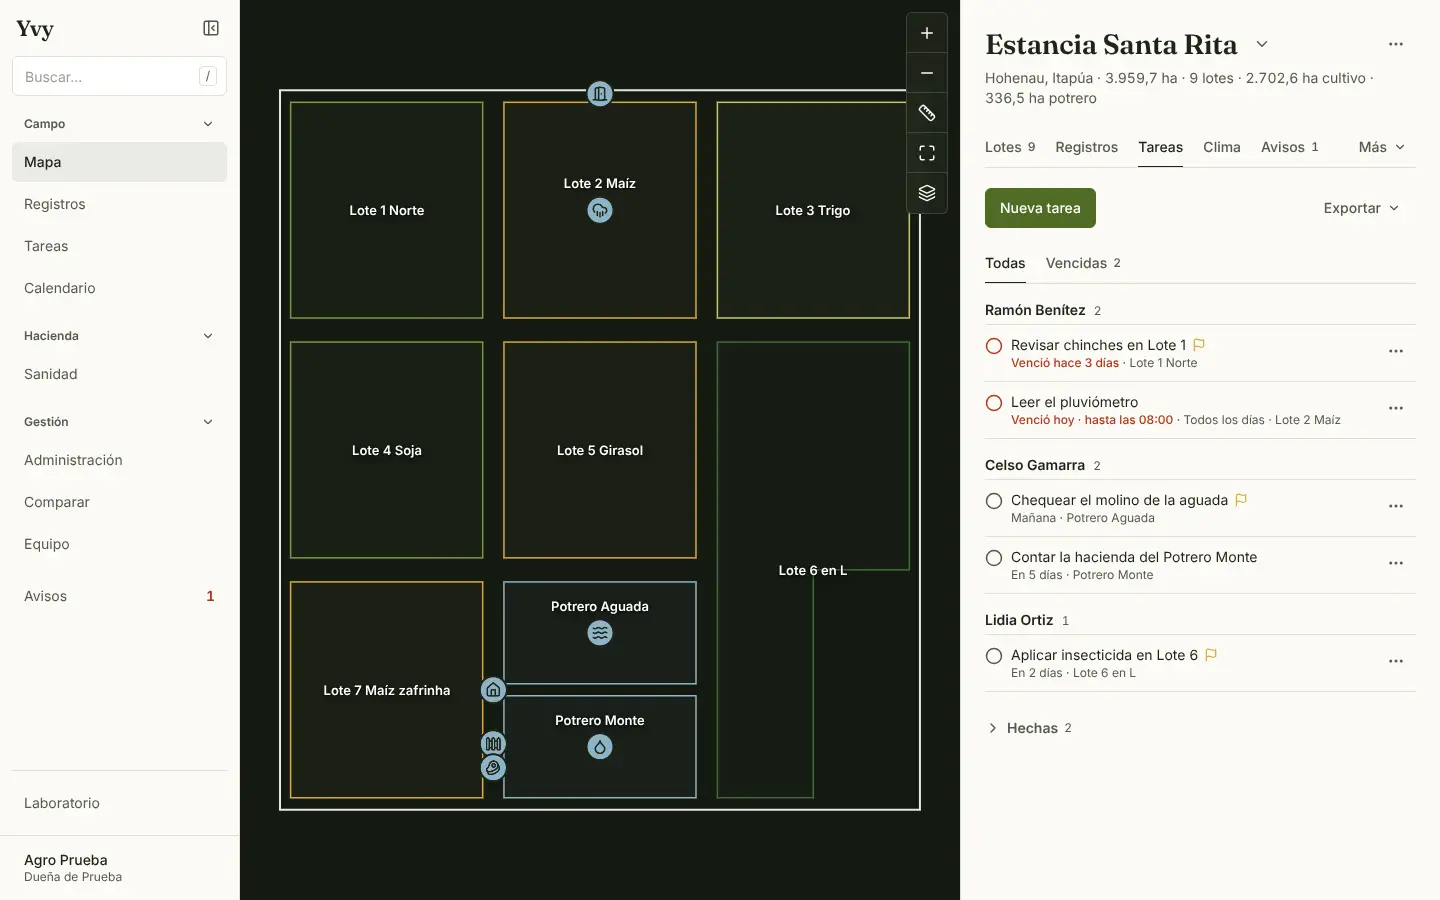 Yvy
Buscar...
/
Campo
Mapa
Registros
Tareas
Calendario
Hacienda
Sanidad
Gestión
Administración
Comparar
Equipo
Avisos 1
Laboratorio
Agro Prueba
Dueña de Prueba
Lote 1 Norte
Lote 2 Maíz
Lote 3 Trigo
Lote 4 Soja
Lote 5 Girasol
Lote 6 en L
Lote 7 Maíz zafrinha
Potrero Aguada
Potrero Monte
Estancia Santa Rita
Hohenau, Itapúa · 3.959,7 ha · 9 lotes · 2.702,6 ha cultivo ·
336,5 ha potrero
Lotes 9 Registros Tareas Clima Avisos 1 Más
Nueva tarea
Exportar
Todas Vencidas 2
Ramón Benítez 2
Revisar chinches en Lote 1
Venció hace 3 días · Lote 1 Norte
Leer el pluviómetro
Venció hoy · hasta las 08:00 · Todos los días · Lote 2 Maíz
Celso Gamarra 2
Chequear el molino de la aguada
Mañana · Potrero Aguada
Contar la hacienda del Potrero Monte
En 5 días · Potrero Monte
Lidia Ortiz 1
Aplicar insecticida en Lote 6
En 2 días · Lote 6 en L
Hechas 2